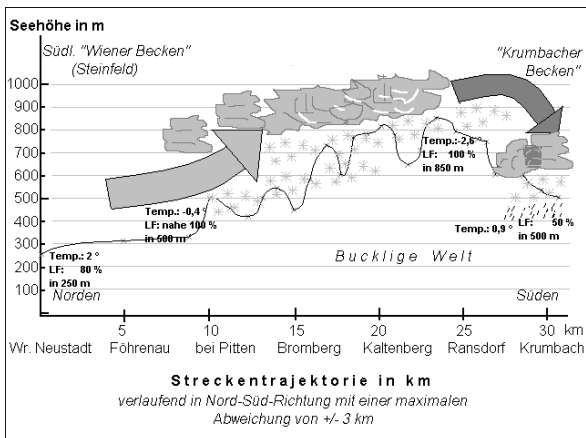 Seehöhe in m
Südl. "Wiener Becken"
(Steinfeld)
"Krumbacher
Becken"
1000
900
800
700
600
500
400
300
200
100
Temp.: -2,6°
LF: 100 %
in 850 m
Temp.: -0,4°
LF: nahe 100 %
in 500 m
Temp.: 0,9°
LF: 50 %
in 500 m
Temp.: 2°
LF: 80 %
in 250 m
Bucklige Welt
Norden
Süden
5 10 15 20 25 30 km
Wr. Neustadt Föhrenau bei Pitten Bromberg Kaltenberg Ransdorf Krumbach
Streckentrajektorie in km
verlaufend in Nord-Süd-Richtung mit einer maximalen
Abweichung von +/- 3 km